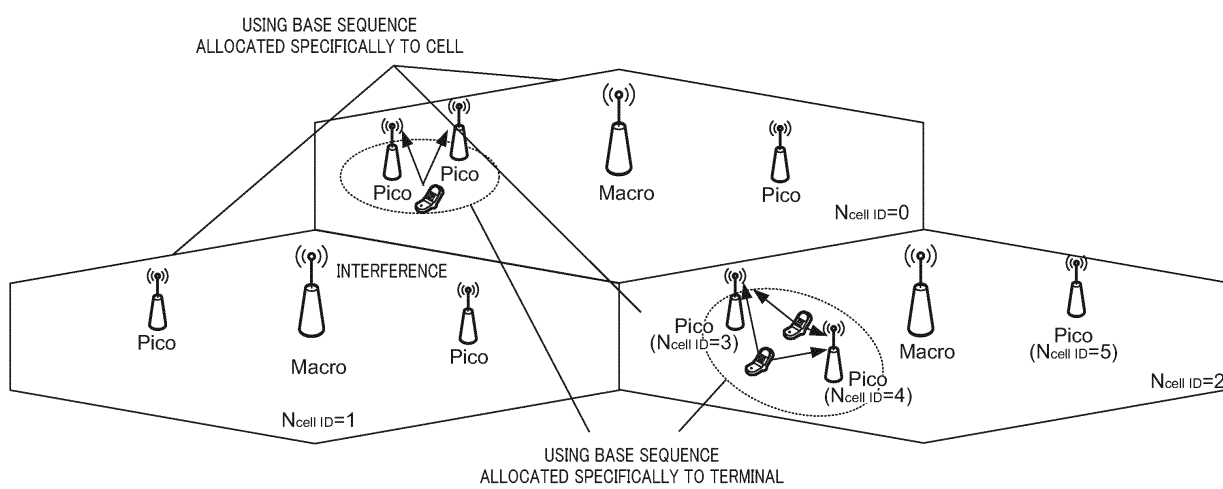 USING BASE SEQUENCE
ALLOCATED SPECIFICALLY TO CELL
Pico
Pico
Macro
Pico
Ncell ID=0
INTERFERENCE
Pico
Macro
Pico
Ncell ID=1
Pico
(Ncell ID=3)
Pico
(Ncell ID=4)
Macro
Pico
(Ncell ID=5)
Ncell ID=2
USING BASE SEQUENCE
ALLOCATED SPECIFICALLY TO TERMINAL